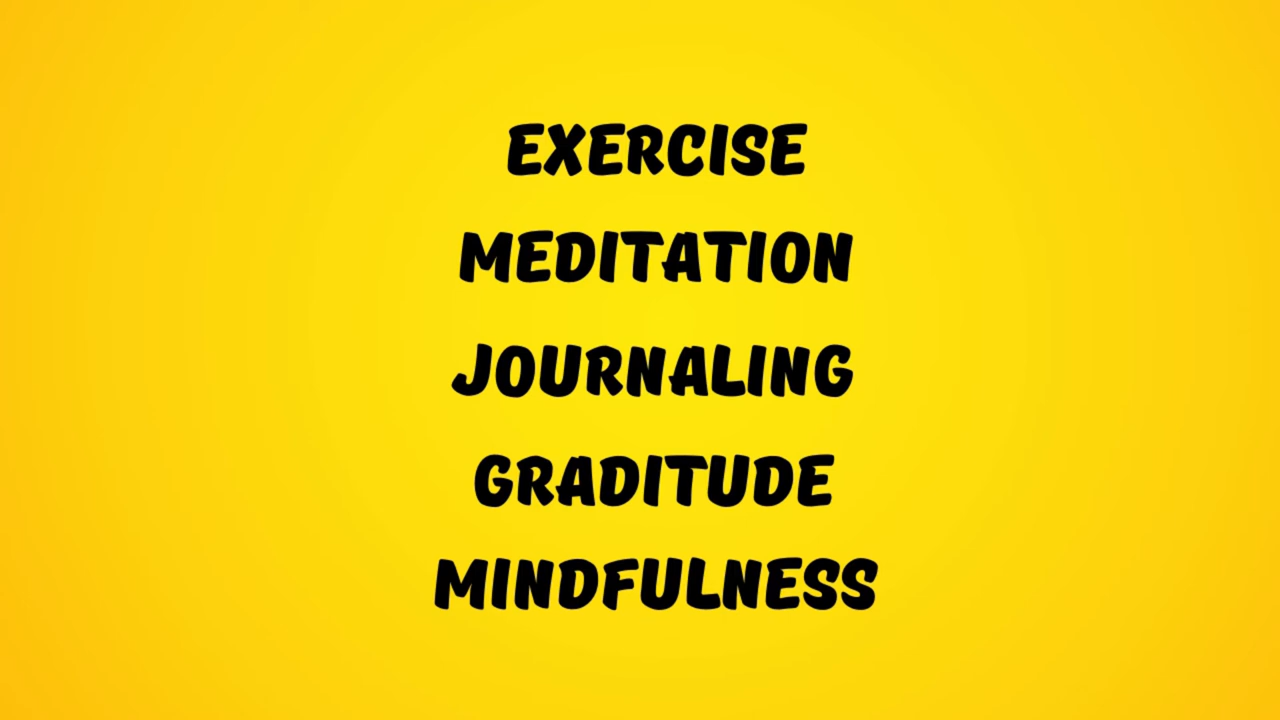 EXERCISE
MEDITATION
JOURNALING
GRADITUDE
MINDFULNESS